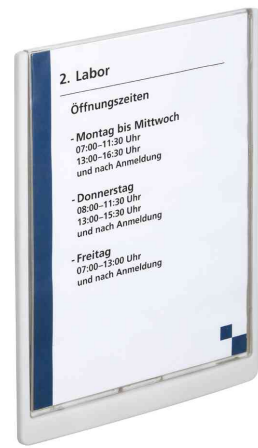 2. Labor
Öffnungszeiten
- Montag bis Mittwoch
07:00–11:30 Uhr
13:00–16:30 Uhr
und nach Anmeldung
- Donnerstag
08:00–11:30 Uhr
13:00–15:30 Uhr
und nach Anmeldung
- Freitag
07:00–13:00 Uhr
und nach Anmeldung